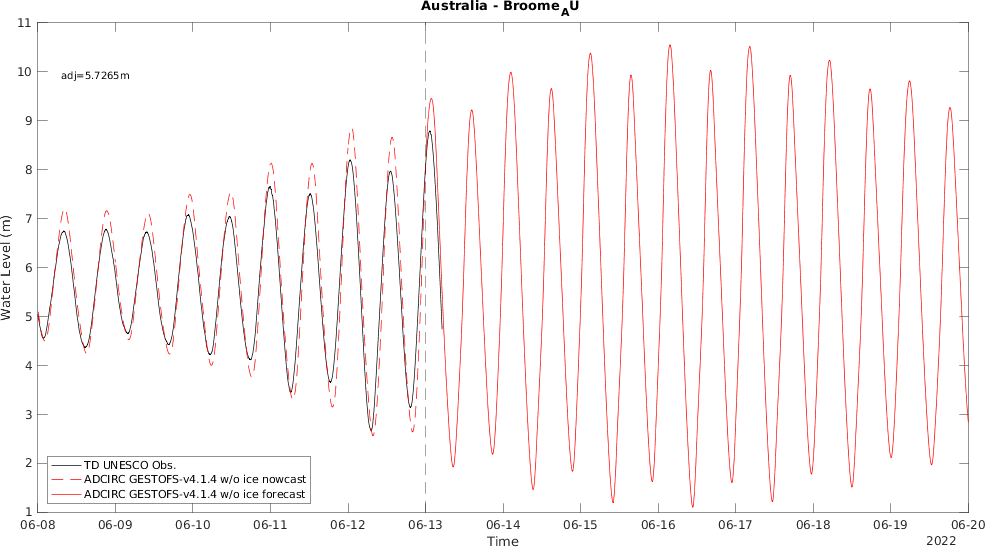 Australia - Broome_AU
adj=5.7265m
Water Level (m)
11
10
9
8
7
6
5
4
3
2
1
TD UNESCO Obs.
ADCIRC GESTOFS-v4.1.4 w/o ice nowcast
ADCIRC GESTOFS-v4.1.4 w/o ice forecast
06-08 06-09 06-10 06-11 06-12 06-13 06-14 06-15 06-16 06-17 06-18 06-19 06-20
Time
2022